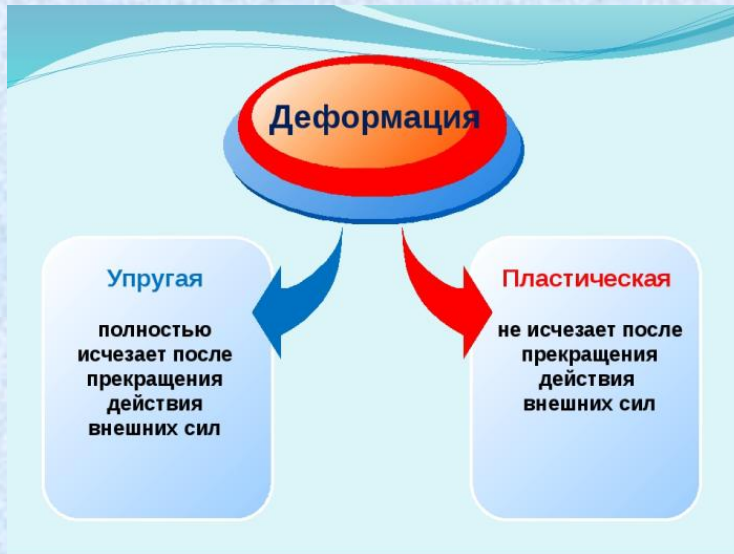 Деформация
Упругая
полностью
исчезает после
прекращения
действия
внешних сил
Пластическая
не исчезает после
прекращения
действия
внешних сил